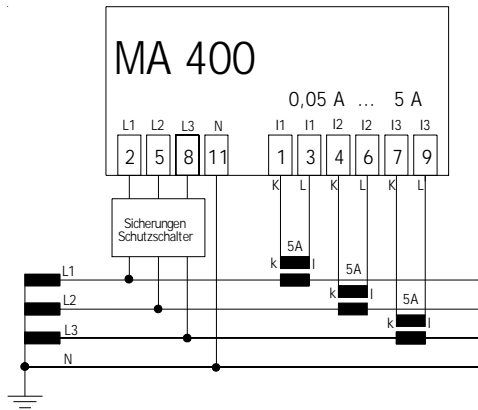 MA 400
0,05 A ... 5 A
L1 L2 L3 N I1 I1 I2 I2 I3 I3
2 5 8 11 1 3 4 6 7 9
K L K L K L
Sicherungen
Schutzschalter
5A
k l
L1
5A
k l
L2
5A
k l
L3
N